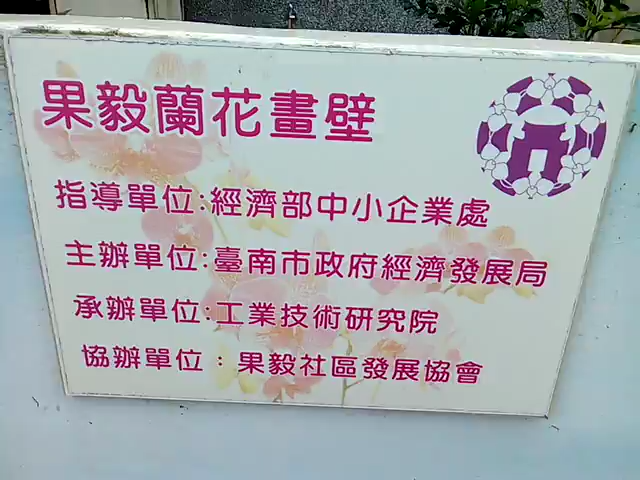 果毅蘭花畫壁
指導單位:經濟部中小企業處
主辦單位:臺南市政府經濟發展局
承辦單位:工業技術研究院
協辦單位：果毅社區發展協會